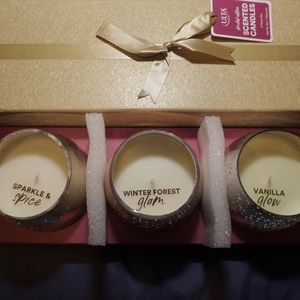 ULTA
SCENTED
CANDLES
SPARKLE &
spice
WINTER FOREST
glam
VANILLA
glow